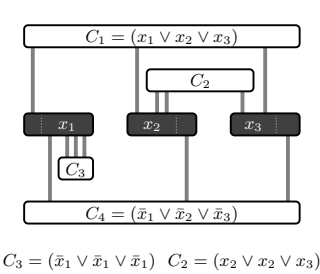 C₁ = (x₁ ∨ x₂ ∨ x₃)
C₂
x₁ x₂ x₃
C₃
C₄ = (x̄₁ ∨ x̄₂ ∨ x̄₃)
C₃ = (x̄₁ ∨ x̄₁ ∨ x̄₁) C₂ = (x₂ ∨ x₂ ∨ x₃)